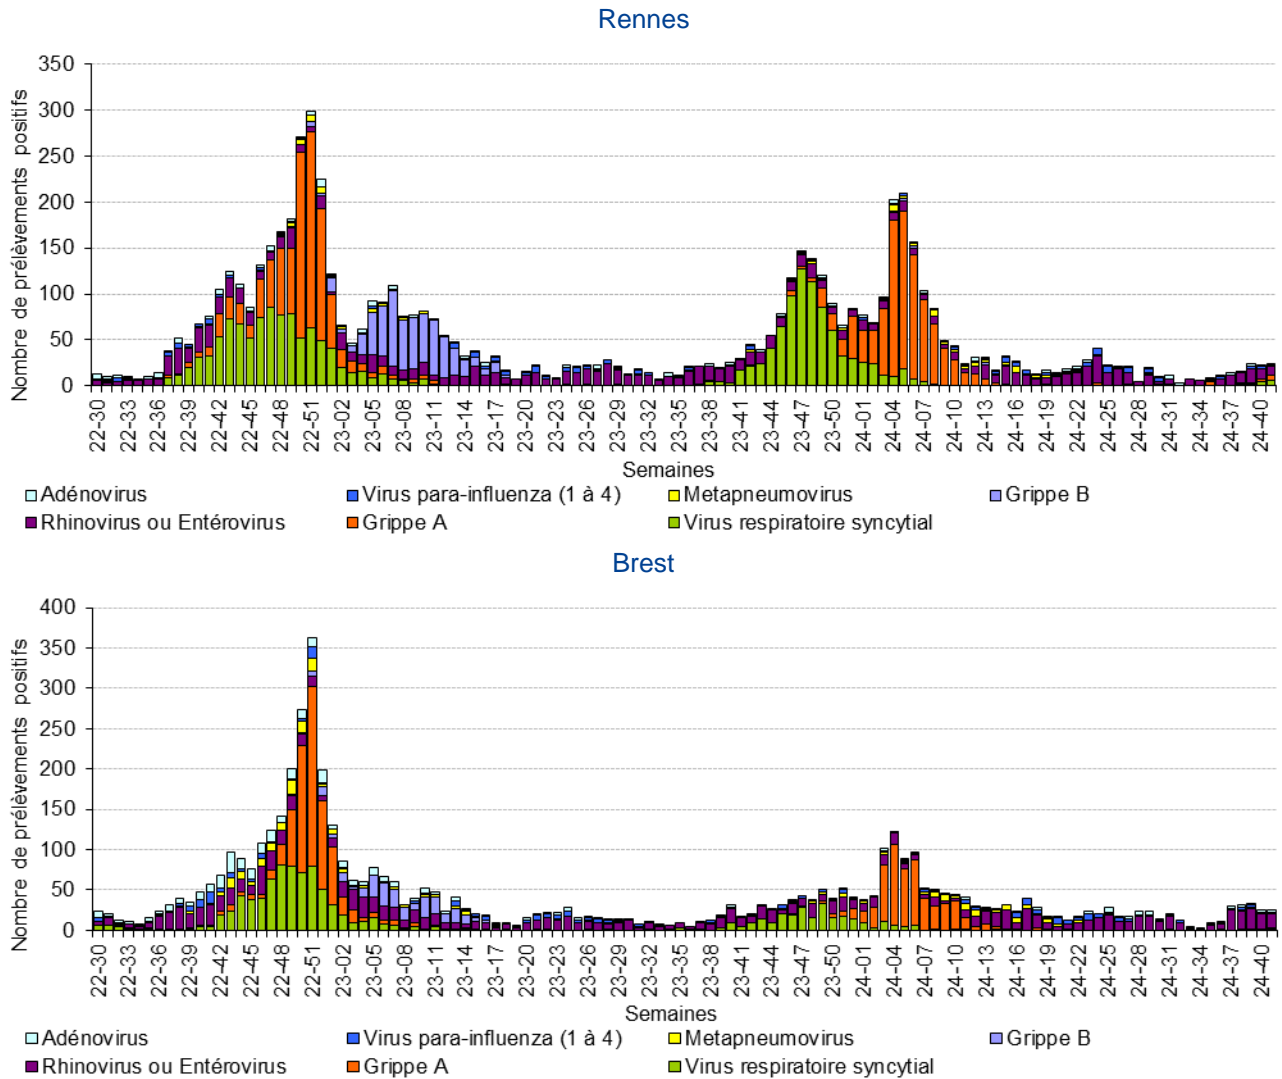 Rennes
Nombre de prélèvements positifs
350
300
250
200
150
100
50
0
22-30 22-33 22-36 22-39 22-42 22-45 22-48 22-51 23-02 23-05 23-08 23-11 23-14 23-17 23-20 23-23 23-26 23-29 23-32 23-35 23-38 23-41 23-44 23-47 23-50 24-01 24-04 24-07 24-10 24-13 24-16 24-19 24-22 24-25 24-28 24-31 24-34 24-37 24-40
Semaines
Adénovirus Virus para-influenza (1 à 4) Metapneumovirus Grippe B
Rhinovirus ou Entérovirus Grippe A Virus respiratoire syncytial
Brest
Nombre de prélèvements positifs
400
350
300
250
200
150
100
50
0
22-30 22-33 22-36 22-39 22-42 22-45 22-48 22-51 23-02 23-05 23-08 23-11 23-14 23-17 23-20 23-23 23-26 23-29 23-32 23-35 23-38 23-41 23-44 23-47 23-50 24-01 24-04 24-07 24-10 24-13 24-16 24-19 24-22 24-25 24-28 24-31 24-34 24-37 24-40
Semaines
Adénovirus Virus para-influenza (1 à 4) Metapneumovirus Grippe B
Rhinovirus ou Entérovirus Grippe A Virus respiratoire syncytial